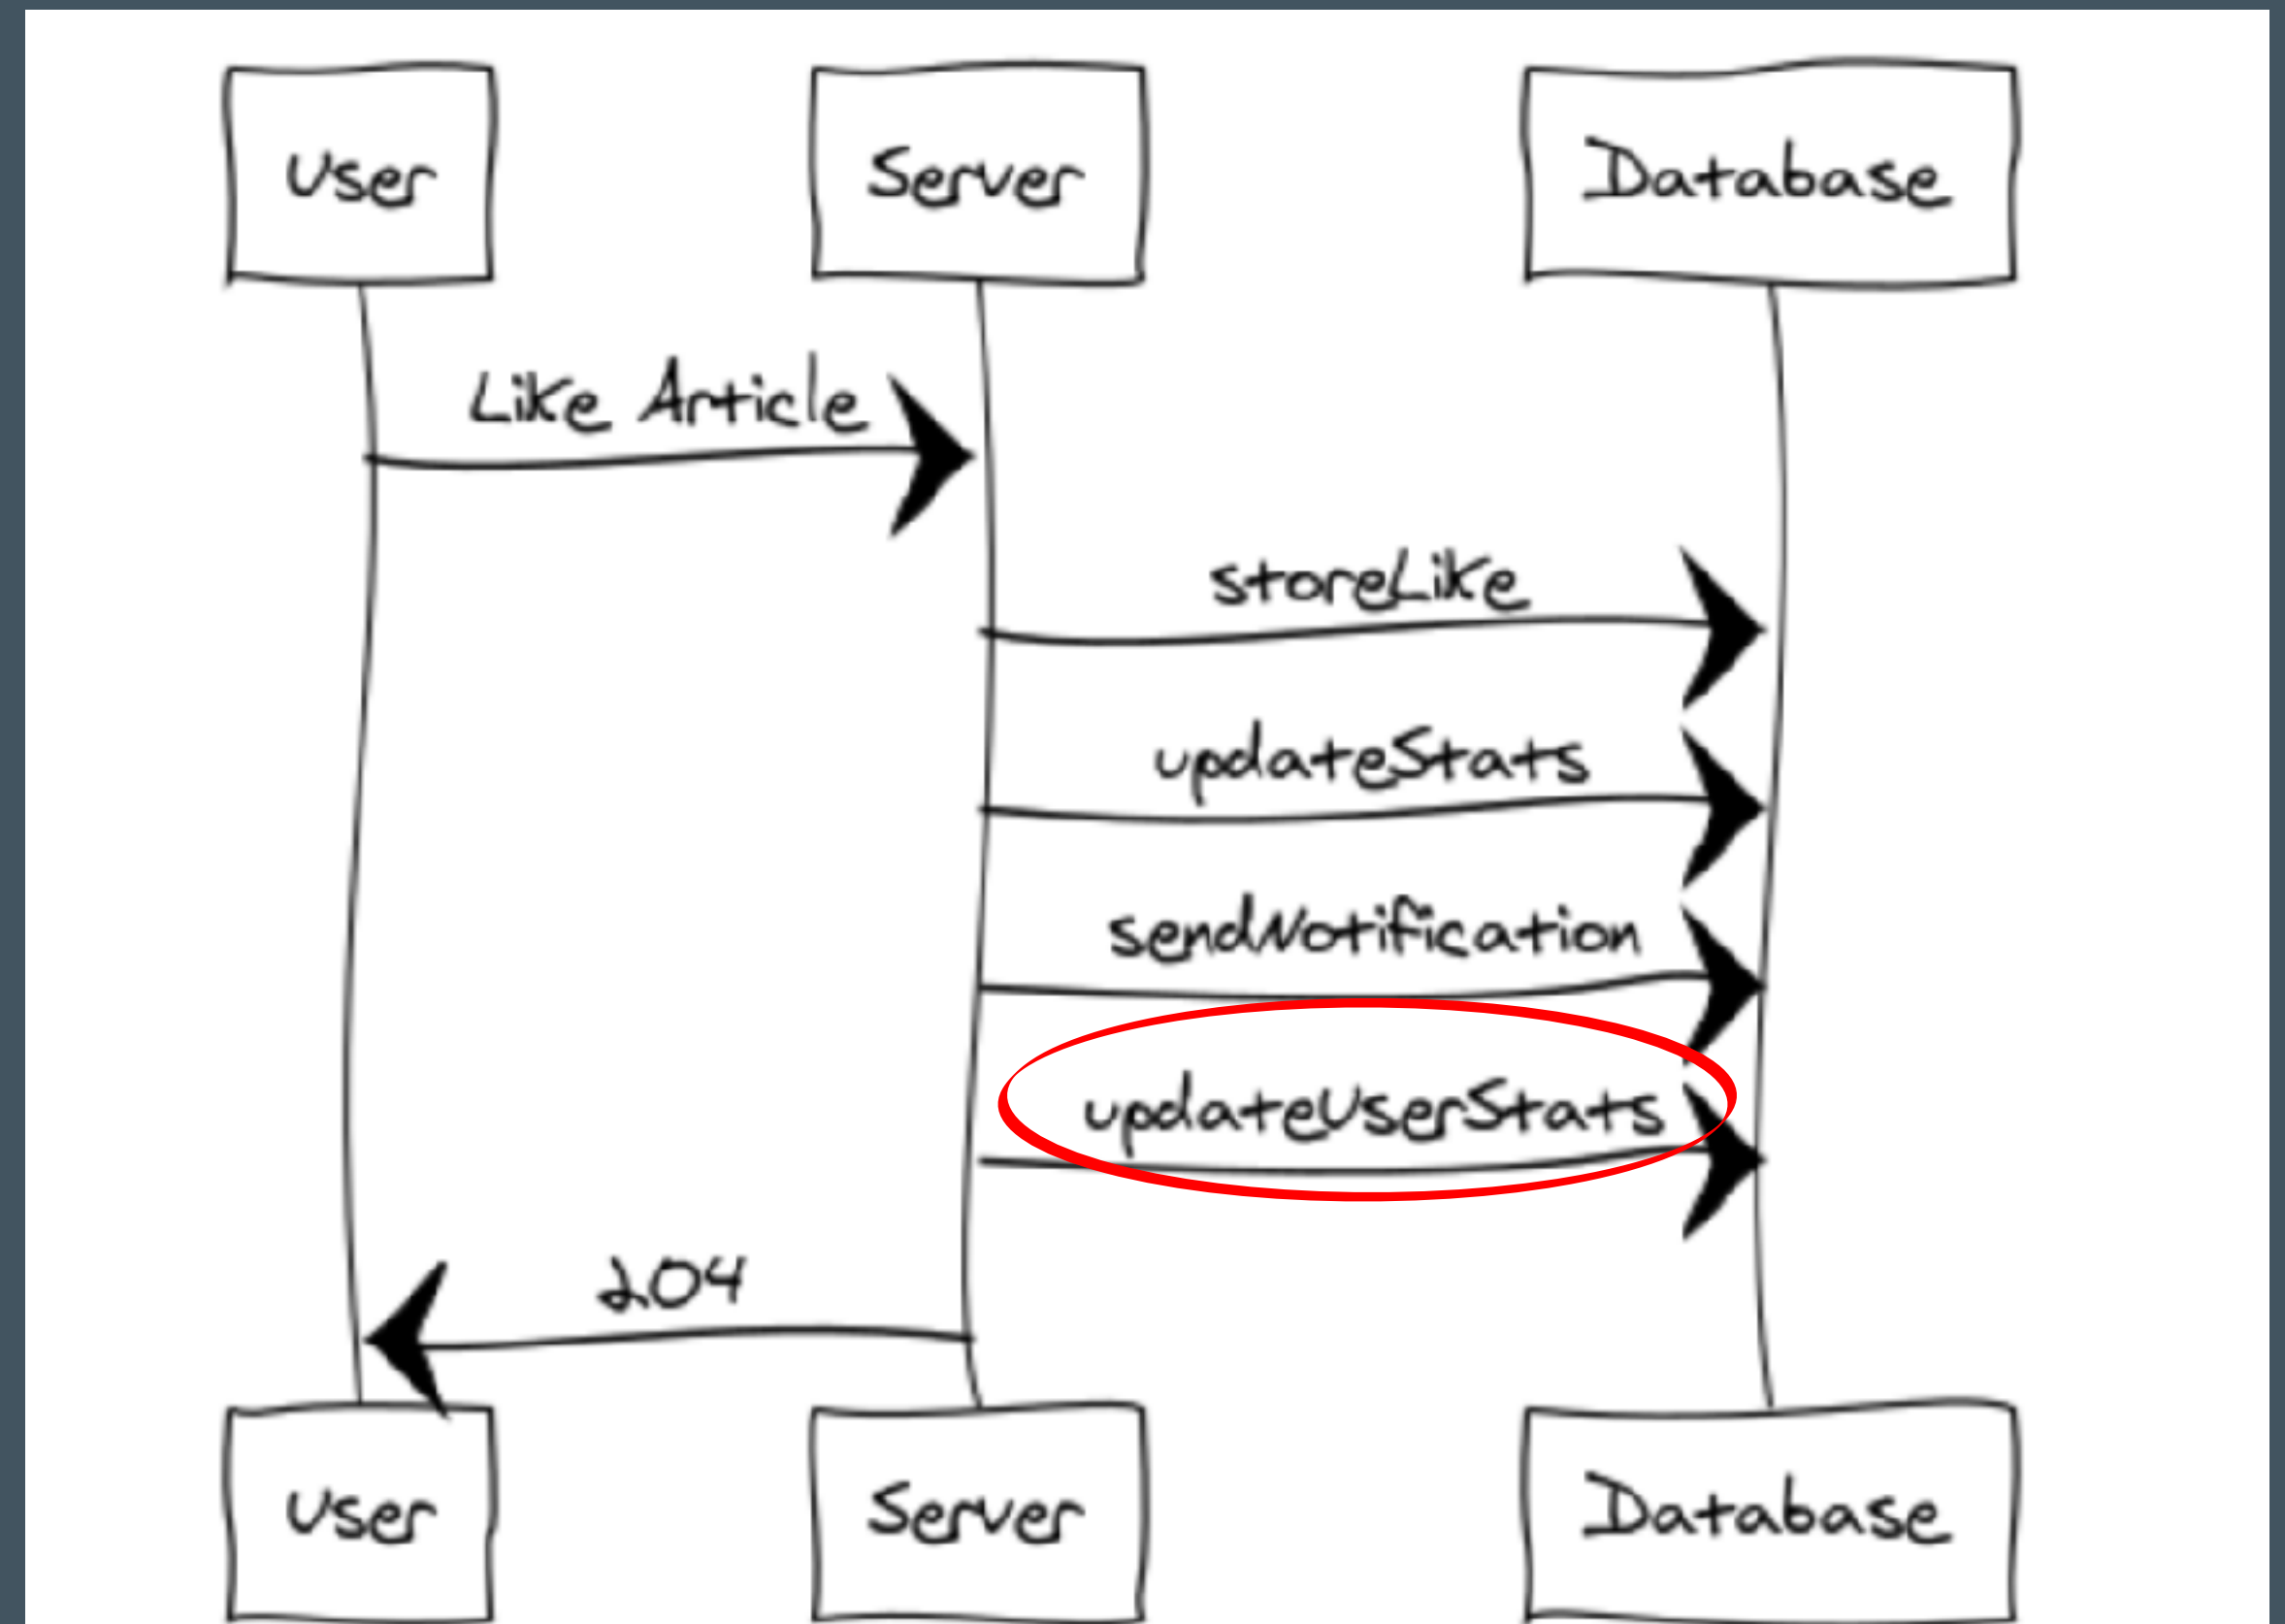 User
Server
Database
Like Article
storeLike
updateStats
sendNotification
updateUserStats
204
User
Server
Database